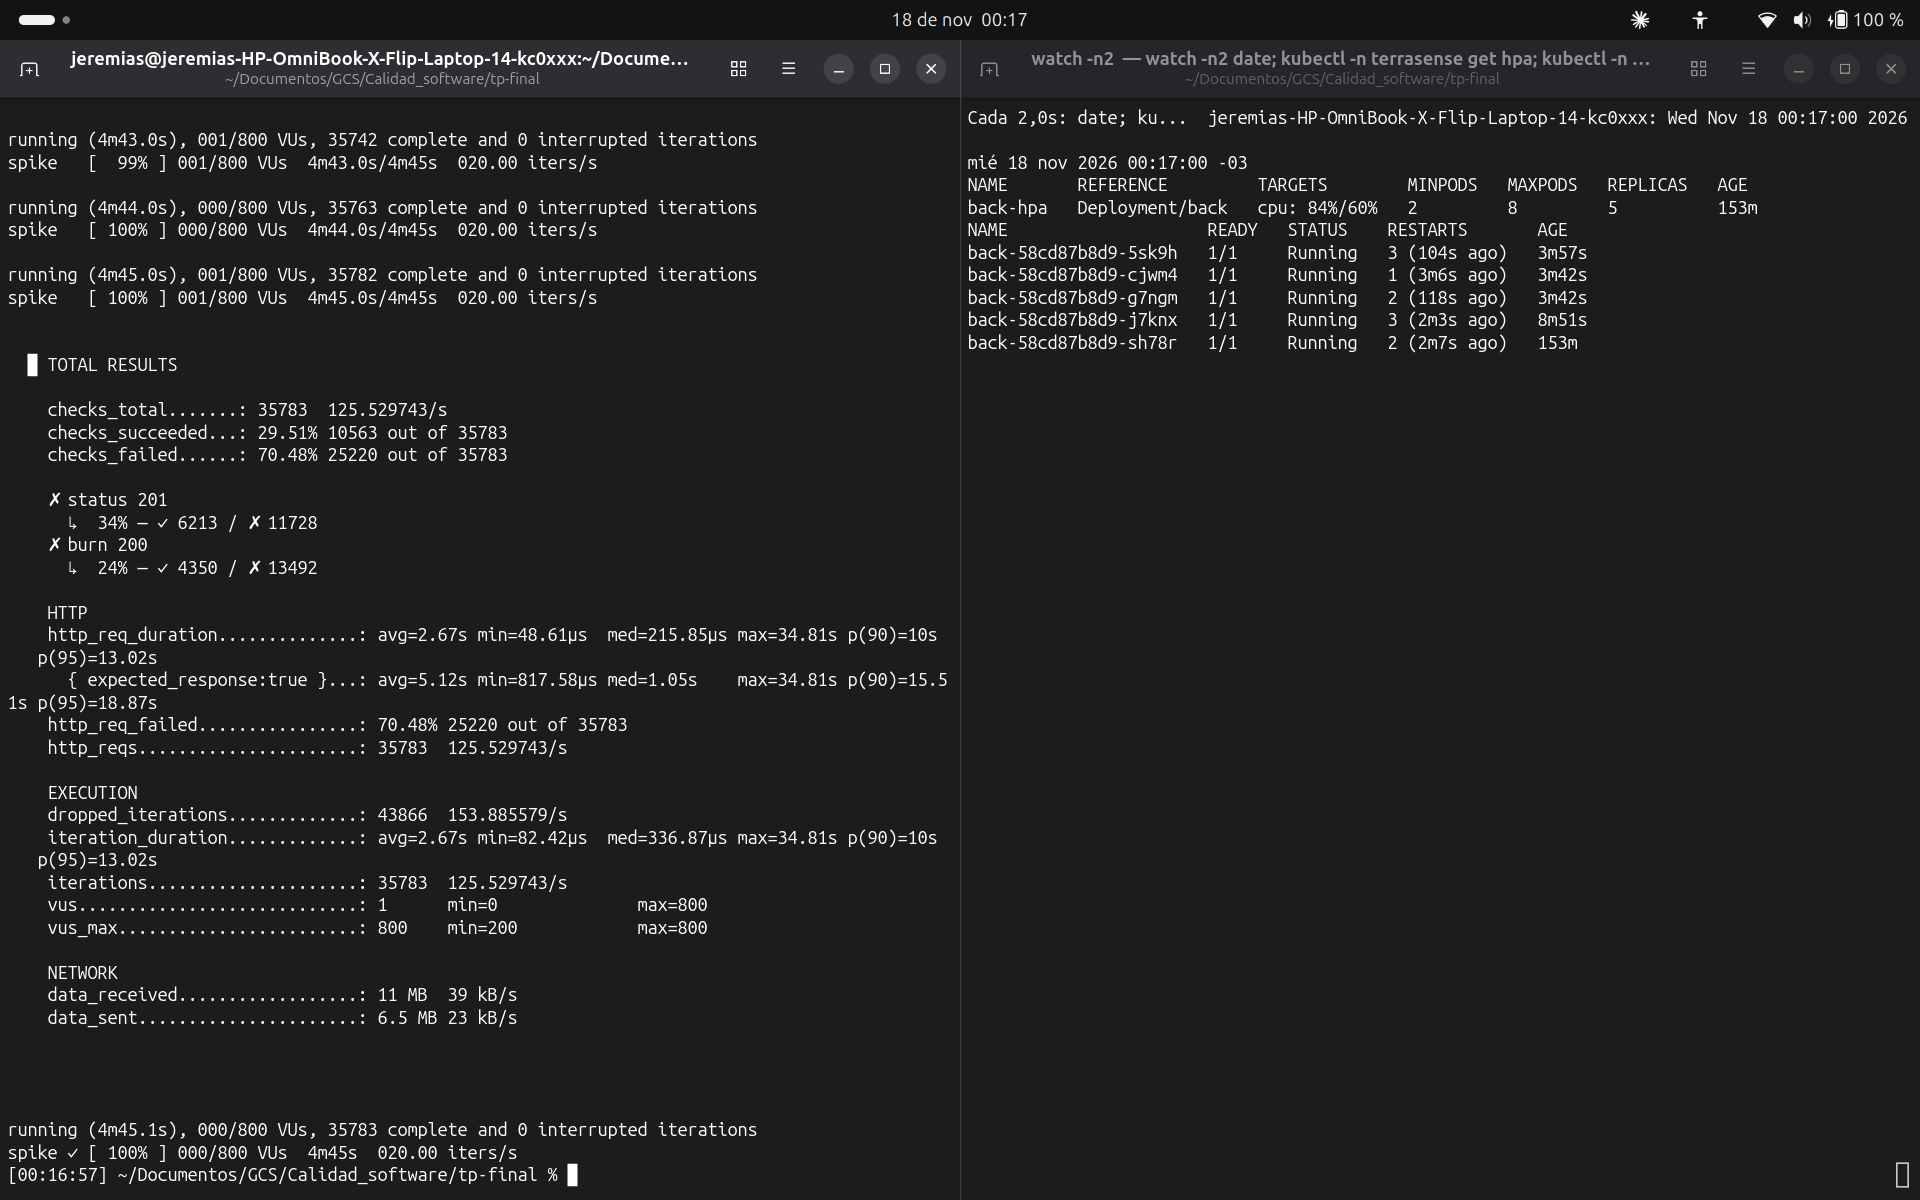 18 de nov  00:17
100 %
jeremias@jeremias-HP-OmniBook-X-Flip-Laptop-14-kc0xxx:~/Docume...
~/Documentos/GCS/Calidad_software/tp-final
running (4m43.0s), 001/800 VUs, 35742 complete and 0 interrupted iterations
spike   [  99% ] 001/800 VUs  4m43.0s/4m45s  020.00 iters/s
running (4m44.0s), 000/800 VUs, 35763 complete and 0 interrupted iterations
spike   [ 100% ] 000/800 VUs  4m44.0s/4m45s  020.00 iters/s
running (4m45.0s), 001/800 VUs, 35782 complete and 0 interrupted iterations
spike   [ 100% ] 001/800 VUs  4m45.0s/4m45s  020.00 iters/s
█ TOTAL RESULTS
checks_total.......: 35783  125.529743/s
checks_succeeded...: 29.51% 10563 out of 35783
checks_failed......: 70.48% 25220 out of 35783
✗ status 201
↳  34% — ✓ 6213 / ✗ 11728
✗ burn 200
↳  24% — ✓ 4350 / ✗ 13492
HTTP
http_req_duration..............: avg=2.67s min=48.61µs  med=215.85µs max=34.81s p(90)=10s
p(95)=13.02s
{ expected_response:true }...: avg=5.12s min=817.58µs med=1.05s    max=34.81s p(90)=15.5
1s p(95)=18.87s
http_req_failed................: 70.48% 25220 out of 35783
http_reqs......................: 35783  125.529743/s
EXECUTION
dropped_iterations.............: 43866  153.885579/s
iteration_duration.............: avg=2.67s min=82.42µs  med=336.87µs max=34.81s p(90)=10s
p(95)=13.02s
iterations.....................: 35783  125.529743/s
vus............................: 1      min=0              max=800
vus_max........................: 800    min=200            max=800
NETWORK
data_received..................: 11 MB  39 kB/s
data_sent......................: 6.5 MB 23 kB/s
running (4m45.1s), 000/800 VUs, 35783 complete and 0 interrupted iterations
spike ✓ [ 100% ] 000/800 VUs  4m45s  020.00 iters/s
[00:16:57] ~/Documentos/GCS/Calidad_software/tp-final %
watch -n2  — watch -n2 date; kubectl -n terrasense get hpa; kubectl -n ...
~/Documentos/GCS/Calidad_software/tp-final
Cada 2,0s: date; ku...  jeremias-HP-OmniBook-X-Flip-Laptop-14-kc0xxx: Wed Nov 18 00:17:00 2026
mié 18 nov 2026 00:17:00 -03
NAME       REFERENCE         TARGETS        MINPODS   MAXPODS   REPLICAS   AGE
back-hpa   Deployment/back   cpu: 84%/60%   2         8         5          153m
NAME                    READY   STATUS    RESTARTS       AGE
back-58cd87b8d9-5sk9h   1/1     Running   3 (104s ago)   3m57s
back-58cd87b8d9-cjwm4   1/1     Running   1 (3m6s ago)   3m42s
back-58cd87b8d9-g7ngm   1/1     Running   2 (118s ago)   3m42s
back-58cd87b8d9-j7knx   1/1     Running   3 (2m3s ago)   8m51s
back-58cd87b8d9-sh78r   1/1     Running   2 (2m7s ago)   153m